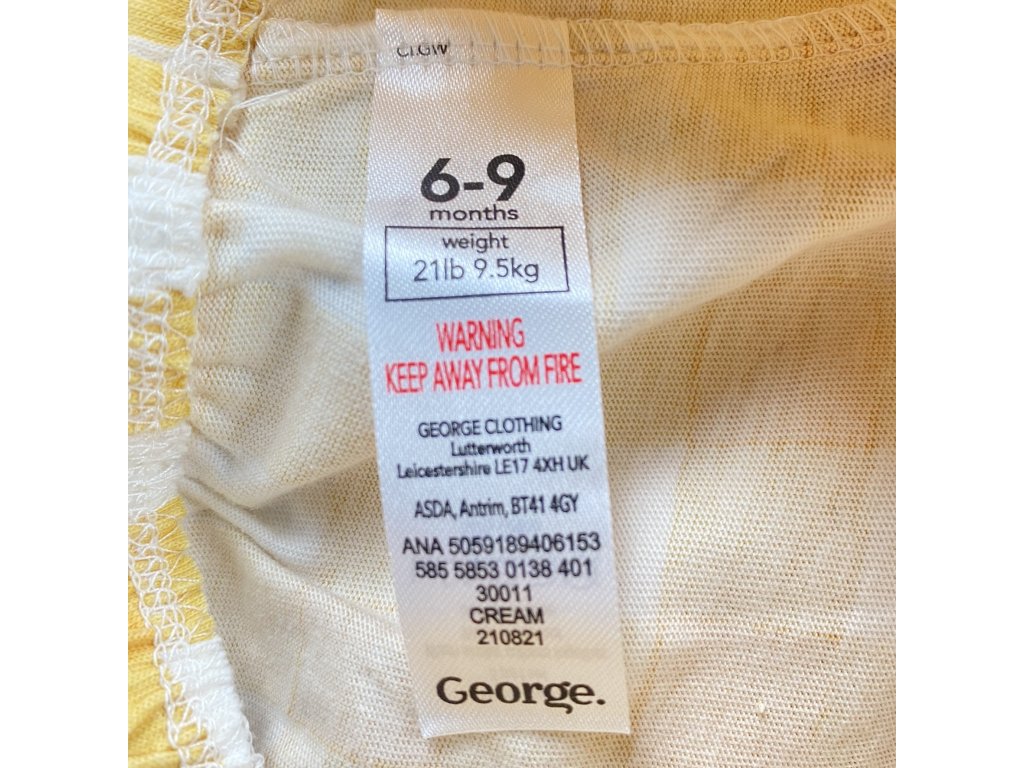 CLGW
6-9
months
weight
21lb 9.5kg
WARNING
KEEP AWAY FROM FIRE
GEORGE CLOTHING
Lutterworth
Leicestershire LE17 4XH UK
ASDA, Antrim, BT41 4GY
ANA 5059189406153
585 5853 0138 401
30011
CREAM
210821
George.